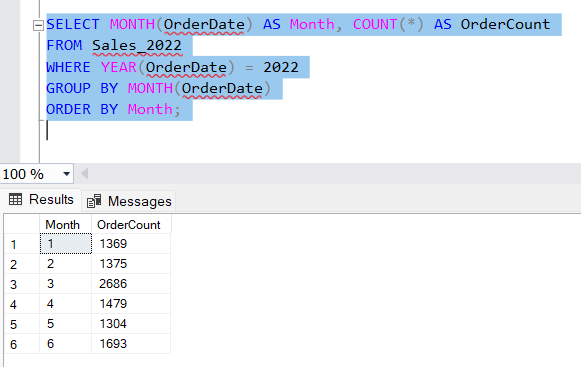 SELECT MONTH(OrderDate) AS Month, COUNT(*) AS OrderCount
FROM Sales_2022
WHERE YEAR(OrderDate) = 2022
GROUP BY MONTH(OrderDate)
ORDER BY Month;
100 %
Results Messages
Month OrderCount
1 1 1369
2 2 1375
3 3 2686
4 4 1479
5 5 1304
6 6 1693